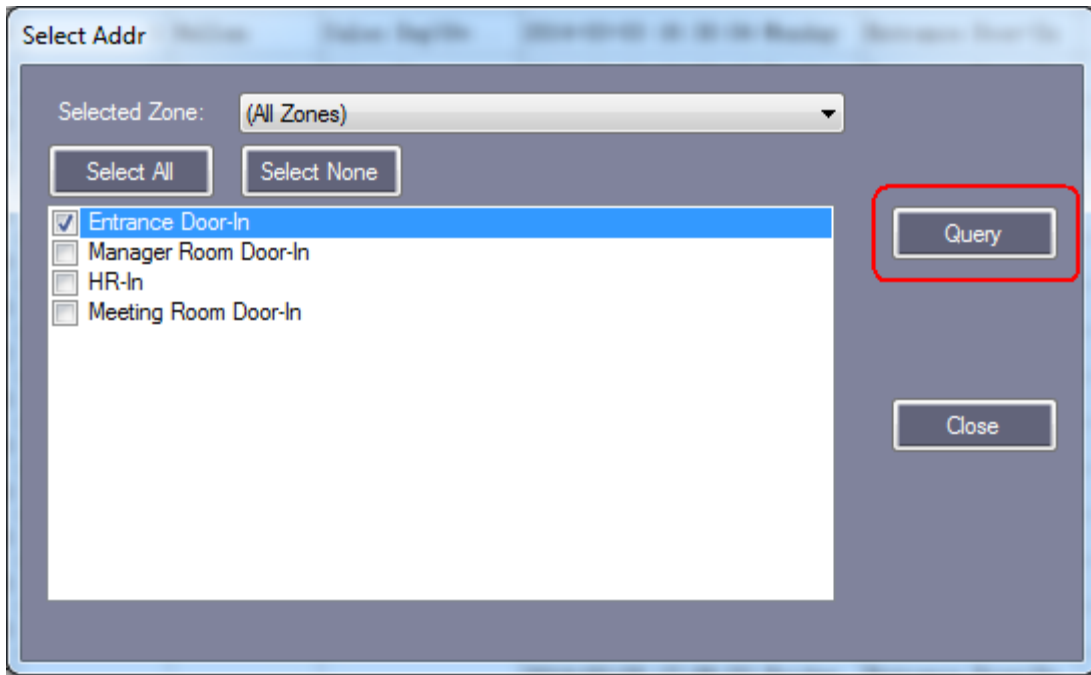 Select Addr
Selected Zone: (All Zones)
Select All Select None
Entrance Door-In
Manager Room Door-In
HR-In
Meeting Room Door-In
Query
Close